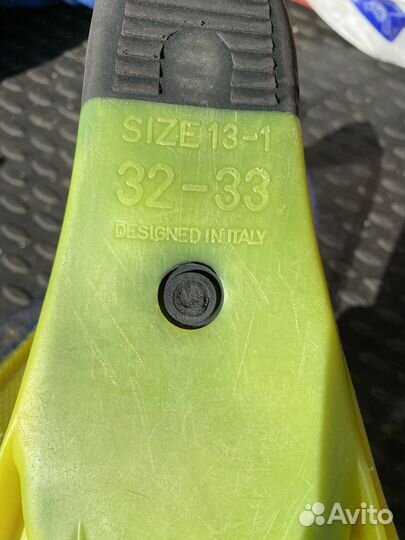 SIZE 13-1
32-33
DESIGNED IN ITALY
Avito